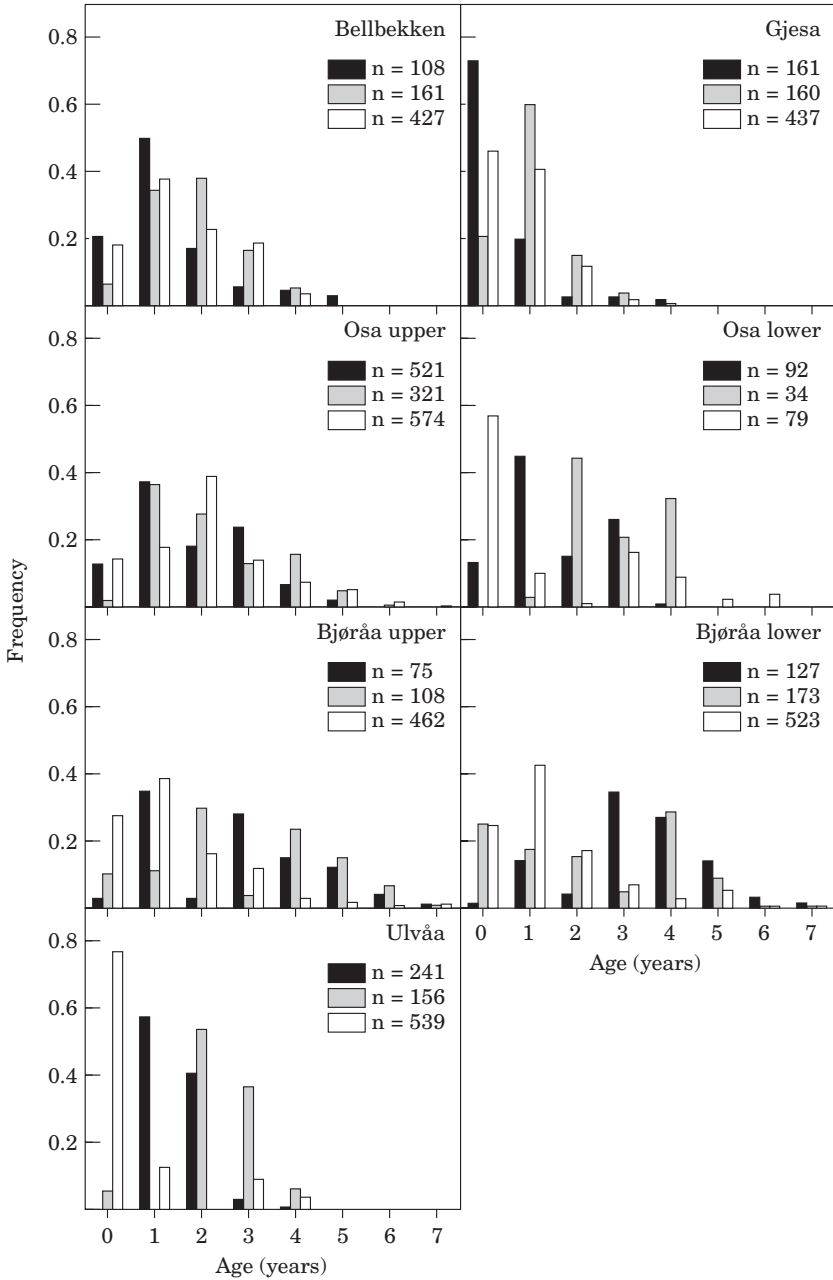 Frequency
0.8
0.6
0.4
0.2
Bellbekken
n = 108
n = 161
n = 427
Gjesa
n = 161
n = 160
n = 437
0.8
0.6
0.4
0.2
Osa upper
n = 521
n = 321
n = 574
Osa lower
n = 92
n = 34
n = 79
0.8
0.6
0.4
0.2
Bjøråa upper
n = 75
n = 108
n = 462
Bjøråa lower
n = 127
n = 173
n = 523
0 1 2 3 4 5 6 7
Age (years)
0.8
0.6
0.4
0.2
Ulvåa
n = 241
n = 156
n = 539
0 1 2 3 4 5 6 7
Age (years)